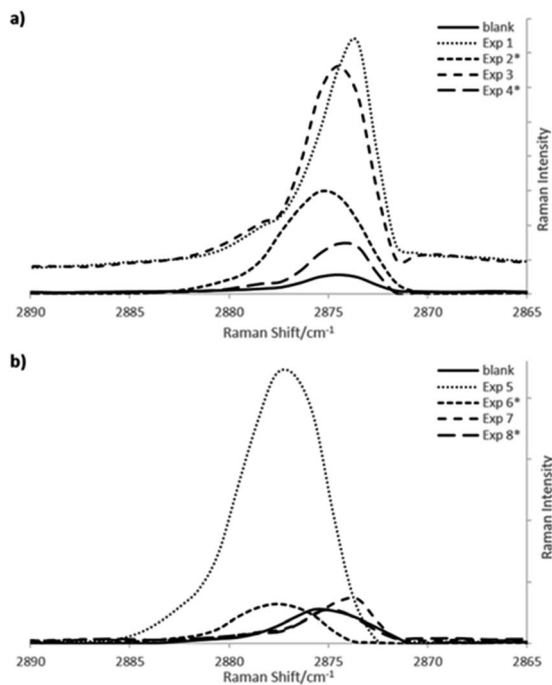 a)
blank
Exp 1
Exp 2*
Exp 3
Exp 4*
Raman Intensity
2890 2885 2880 2875 2870 2865
Raman Shift/cm⁻¹
b)
blank
Exp 5
Exp 6*
Exp 7
Exp 8*
Raman Intensity
2890 2885 2880 2875 2870 2865
Raman Shift/cm⁻¹